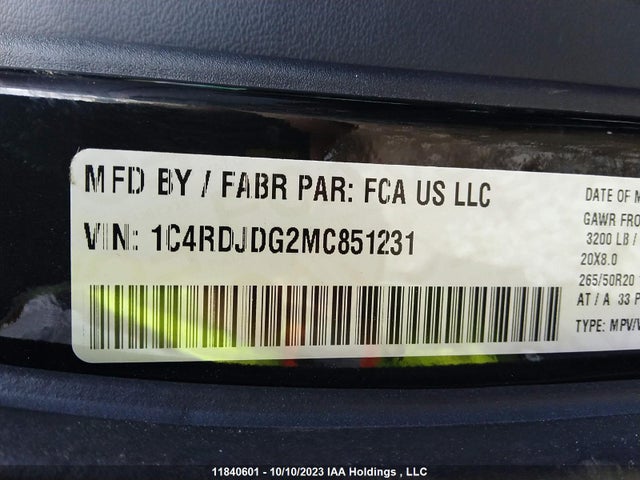 MFD BY / FABR PAR: FCA US LLC
VIN: 1C4RDJDG2MC851231
DATE OF M
GAWR FRO
3200 LB /
20X8.0
265/50R20
AT / A 33 P
TYPE: MPV/V
11840601 - 10/10/2023 IAA Holdings , LLC